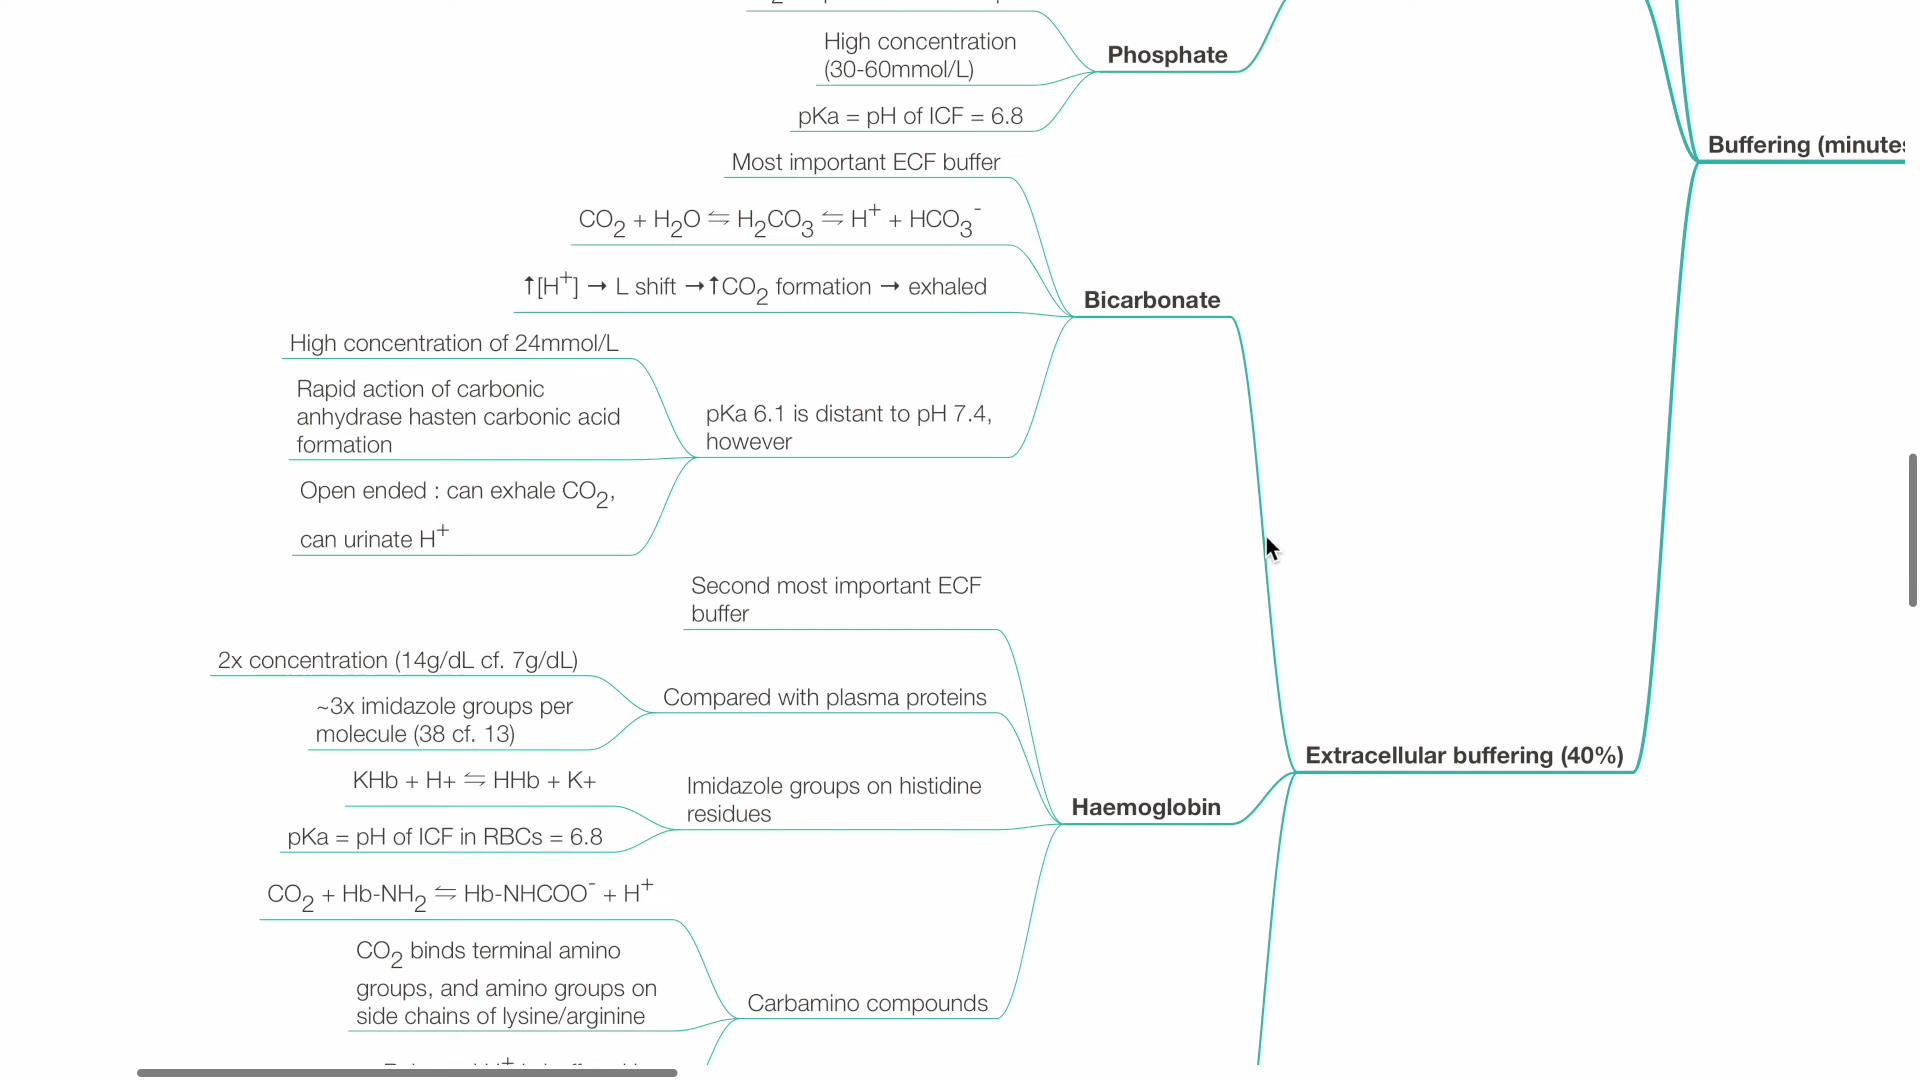 High concentration
(30-60mmol/L)
Phosphate
pKa = pH of ICF = 6.8
Buffering (minutes
Most important ECF buffer
CO2 + H2O ⇋ H2CO3 ⇋ H+ + HCO3-
↑[H+] → L shift →↑CO2 formation → exhaled
Bicarbonate
High concentration of 24mmol/L
Rapid action of carbonic
anhydrase hasten carbonic acid
formation
pKa 6.1 is distant to pH 7.4,
however
Open ended : can exhale CO2,
can urinate H+
Second most important ECF
buffer
2x concentration (14g/dL cf. 7g/dL)
~3x imidazole groups per
molecule (38 cf. 13)
Compared with plasma proteins
KHb + H+ ⇋ HHb + K+
pKa = pH of ICF in RBCs = 6.8
Imidazole groups on histidine
residues
Haemoglobin
Extracellular buffering (40%)
CO2 + Hb-NH2 ⇋ Hb-NHCOO- + H+
CO2 binds terminal amino
groups, and amino groups on
side chains of lysine/arginine
Carbamino compounds